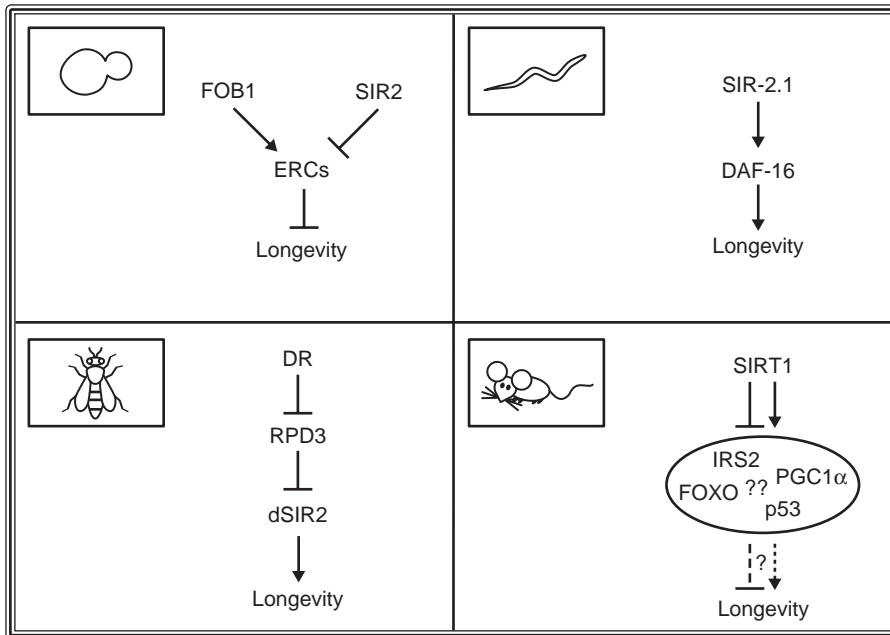 FOB1 SIR2
ERCs
Longevity
SIR-2.1
DAF-16
Longevity
DR
RPD3
dSIR2
Longevity
SIRT1
IRS2
FOXO ?? PGC1α
p53
?
Longevity